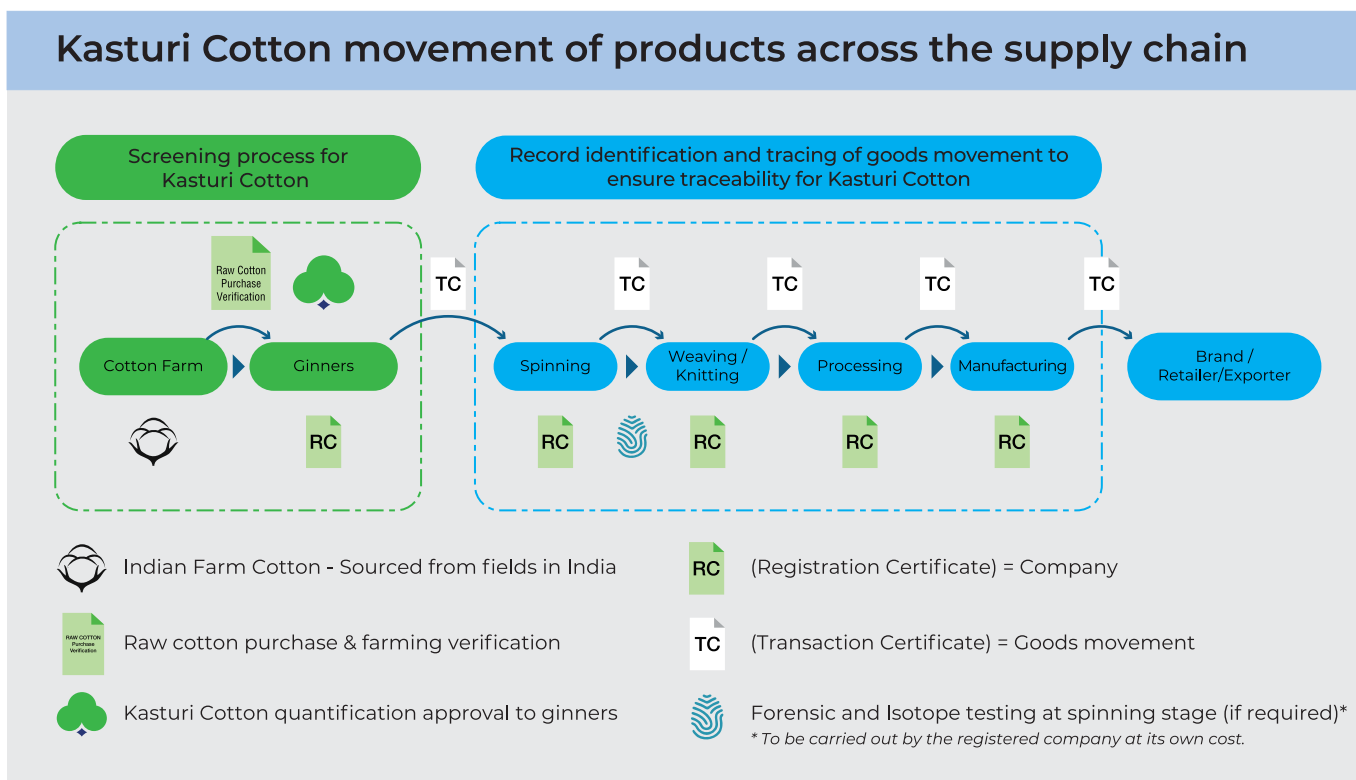 Kasturi Cotton movement of products across the supply chain
Screening process for
Kasturi Cotton
Record identification and tracing of goods movement to
ensure traceability for Kasturi Cotton
Raw Cotton
Purchase
Verification
TC
TC
TC
TC
TC
Cotton Farm
Ginners
Spinning
Weaving /
Knitting
Processing
Manufacturing
Brand /
Retailer/Exporter
RC
RC
RC
RC
RC
Indian Farm Cotton - Sourced from fields in India
RAW COTTON
Purchase
Verification
Raw cotton purchase & farming verification
Kasturi Cotton quantification approval to ginners
RC
(Registration Certificate) = Company
TC
(Transaction Certificate) = Goods movement
Forensic and Isotope testing at spinning stage (if required)*
* To be carried out by the registered company at its own cost.